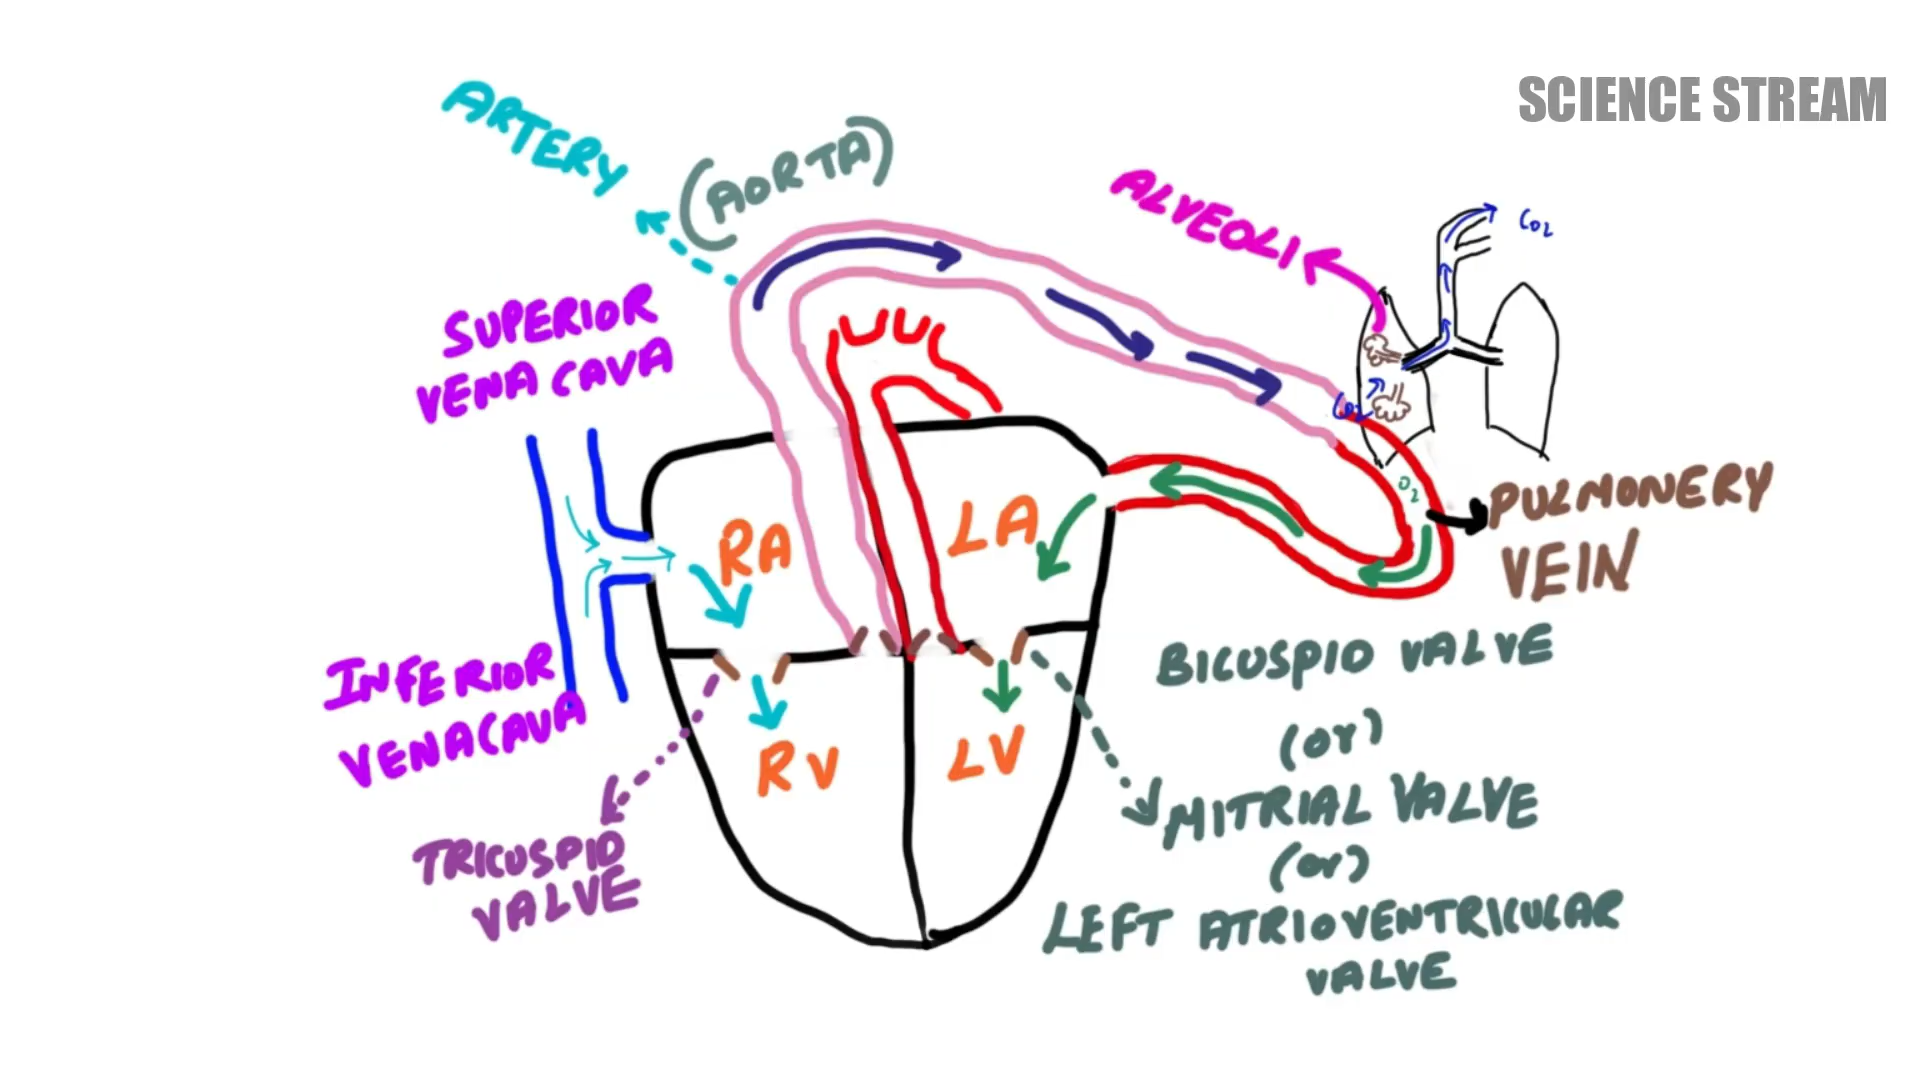 SCIENCE STREAM
ARTERY
(AORTA)
ALVEOLI
CO2
SUPERIOR
VENA CAVA
CO2
O2
PULMONERY
VEIN
RA
LA
INFERIOR
VENACAVA
BICUSPID VALVE
(or)
MITRIAL VALVE
(or)
LEFT ATRIOVENTRICULAR
VALVE
RV
LV
TRICUSPID
VALVE